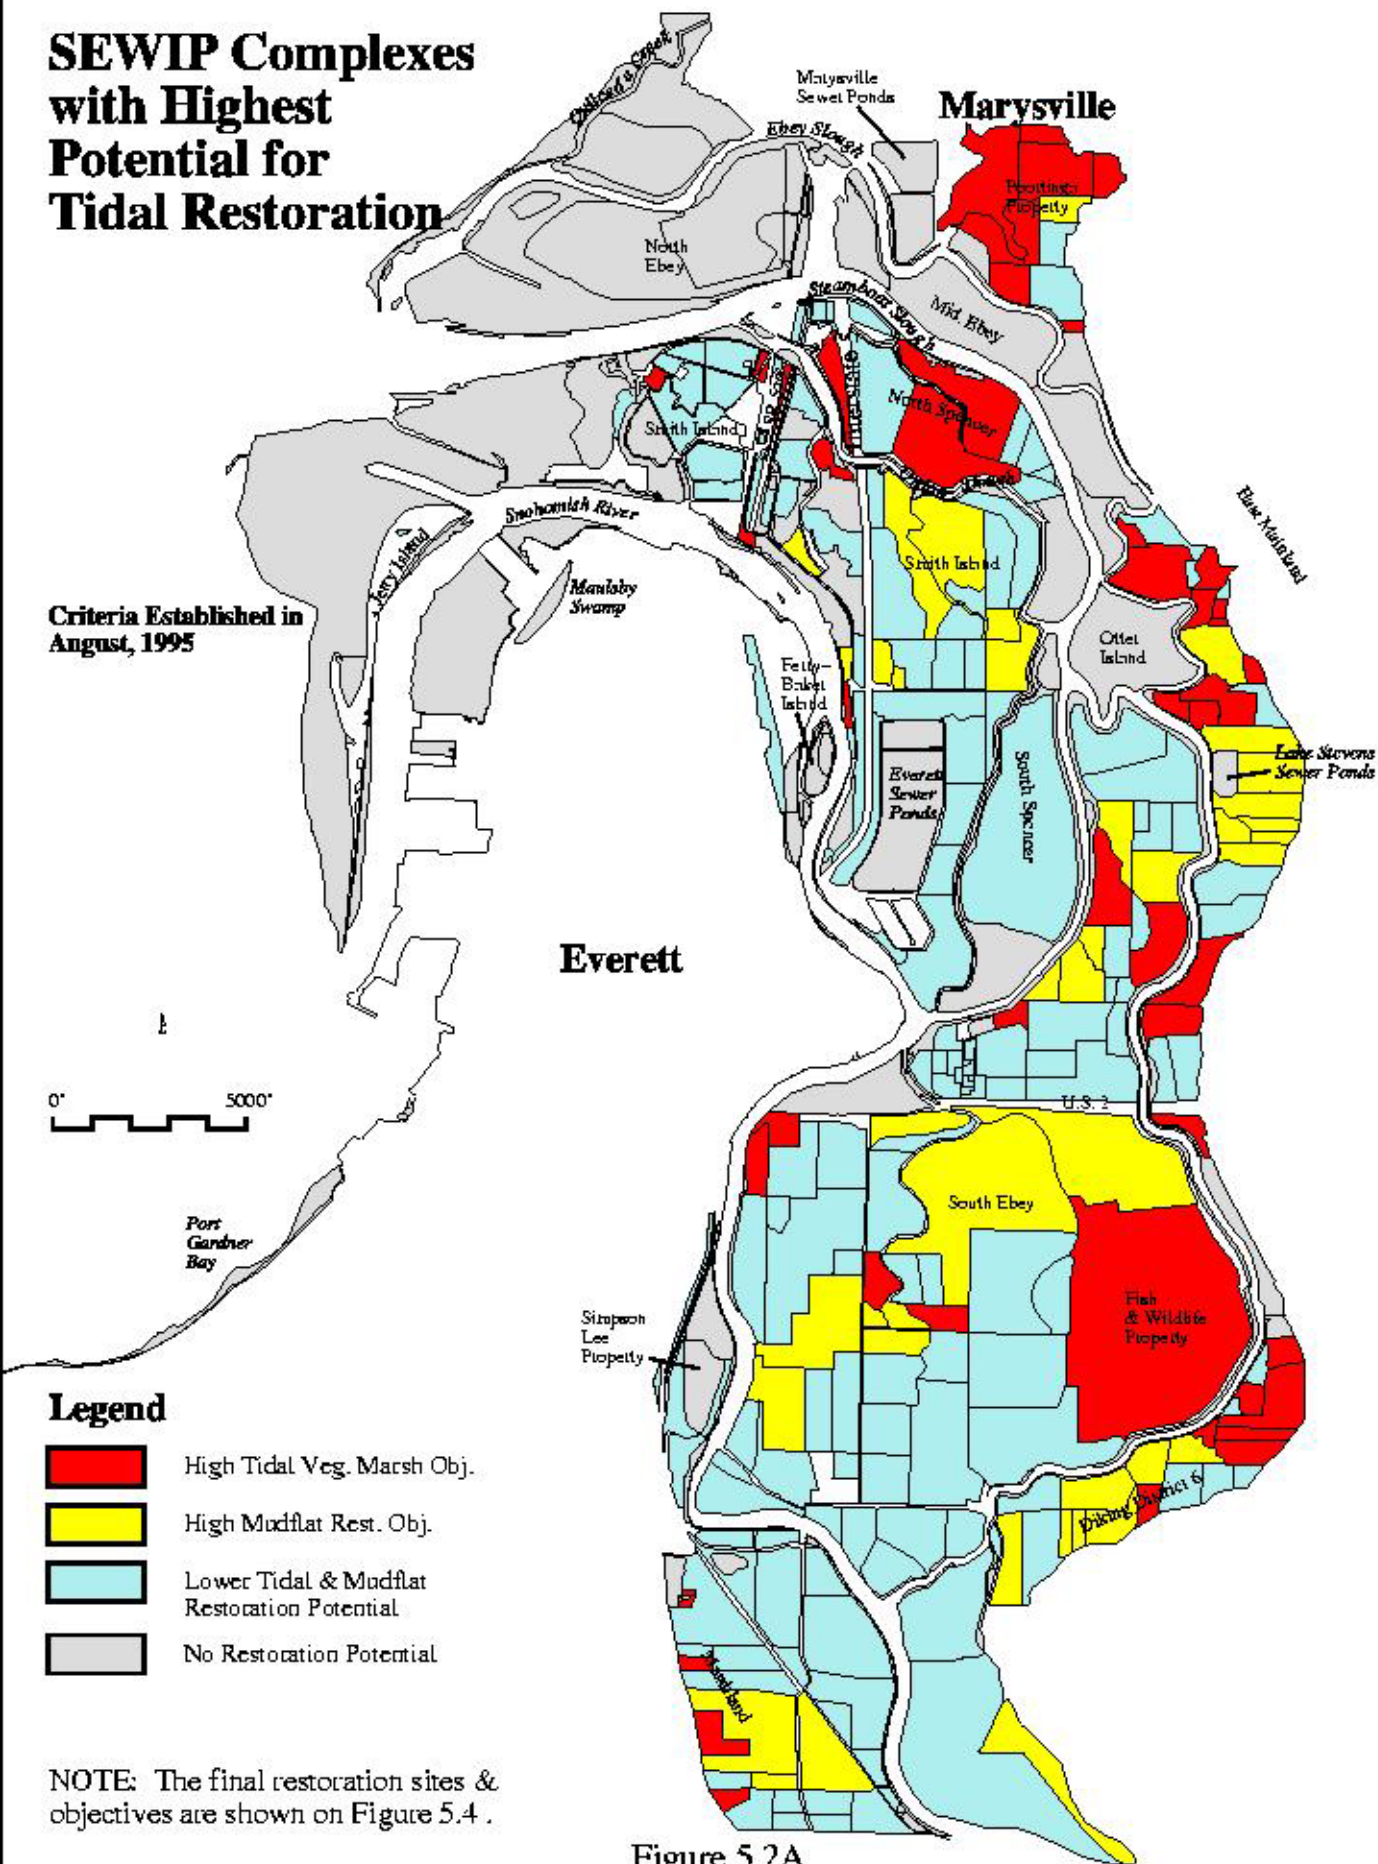 SEWIP Complexes
with Highest
Potential for
Tidal Restoration
Marysville
Sewer Ponds
Marysville
Ebey Slough
Property
North
Ebey
Steamboat Slough
Mid Ebey
North Spencer
Smith Island
Snohomish River
Jetty Island
Maulsby
Swamp
Smith Island
East Mainland
Criteria Established in
August, 1995
Otter
Island
Island
Lake Stevens
Sewer Ponds
Everett
Sewer
Ponds
South Spencer
Everett
0'
5000'
U.S. 2
South Ebey
Port
Gardner
Bay
Fish
& Wildlife
Property
Simpson
Lee
Property
Legend
High Tidal Veg. Marsh Obj.
High Mudflat Rest. Obj.
Lower Tidal & Mudflat
Restoration Potential
No Restoration Potential
Diking District 6
Marshland
NOTE: The final restoration sites &
objectives are shown on Figure 5.4 .
Figure 5.2A